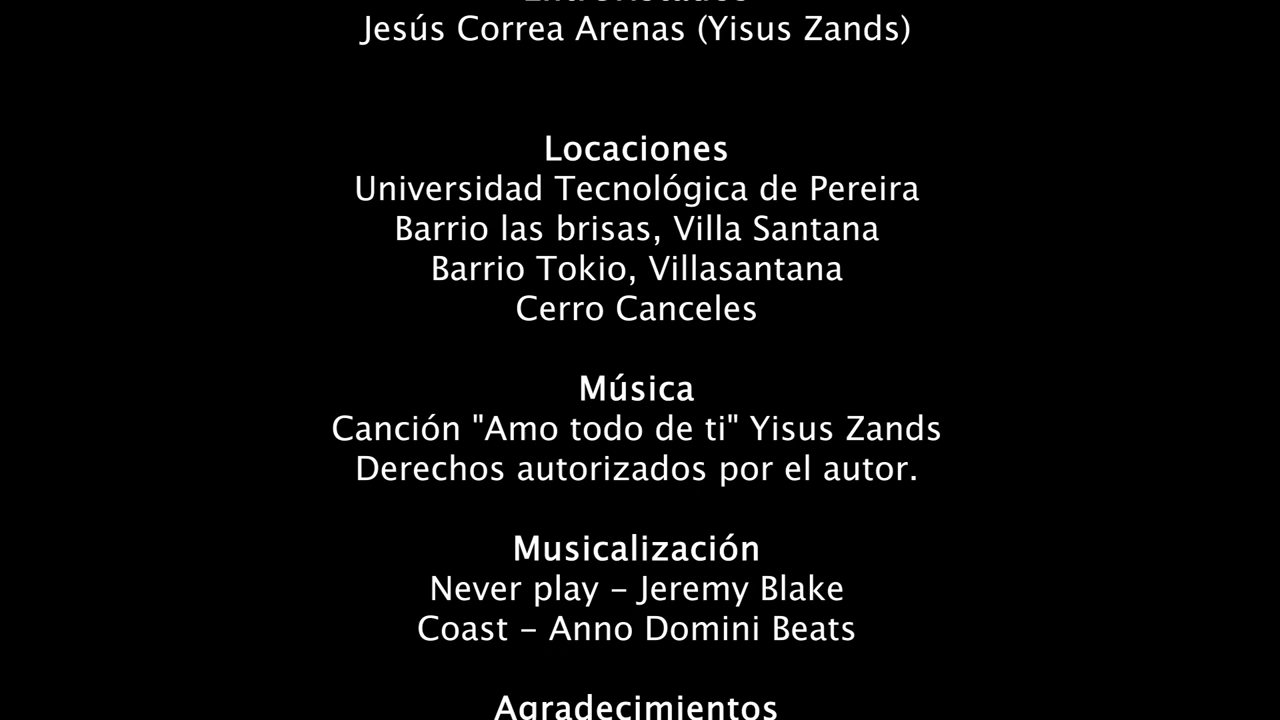 Entrevistados
Jesús Correa Arenas (Yisus Zands)
Locaciones
Universidad Tecnológica de Pereira
Barrio las brisas, Villa Santana
Barrio Tokio, Villasantana
Cerro Canceles
Música
Canción "Amo todo de ti" Yisus Zands
Derechos autorizados por el autor.
Musicalización
Never play – Jeremy Blake
Coast – Anno Domini Beats
Agradecimientos